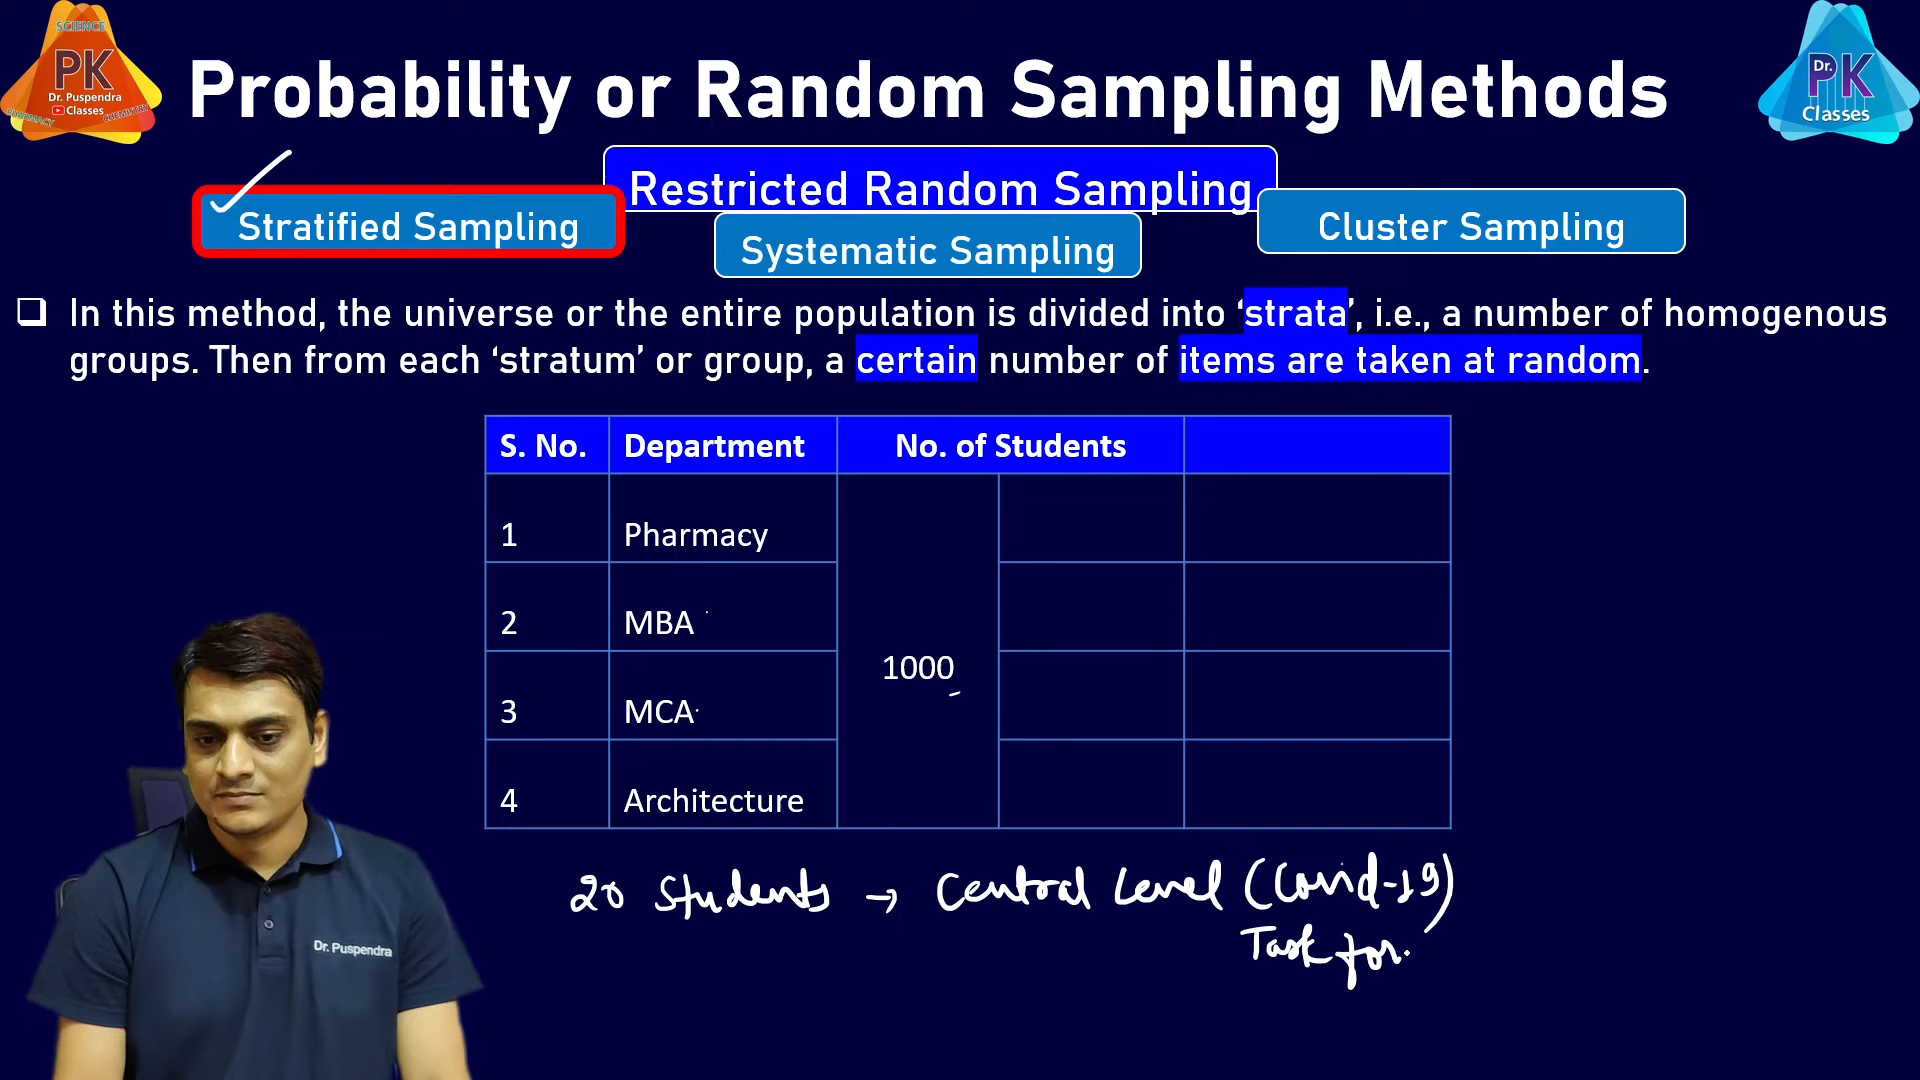 SCIENCE
PK
Dr. Puspendra
Classes
PHARMACY
CHEMISTRY
Probability or Random Sampling Methods
Dr.
PK
Classes
Restricted Random Sampling
Stratified Sampling
Systematic Sampling
Cluster Sampling
In this method, the universe or the entire population is divided into ‘strata’, i.e., a number of homogenous
groups. Then from each ‘stratum’ or group, a certain number of items are taken at random.
S. No. Department No. of Students
1 Pharmacy
2 MBA
1000
3 MCA
4 Architecture
20 Students → Central Level (Covid-19)
Task for
Dr. Puspendra